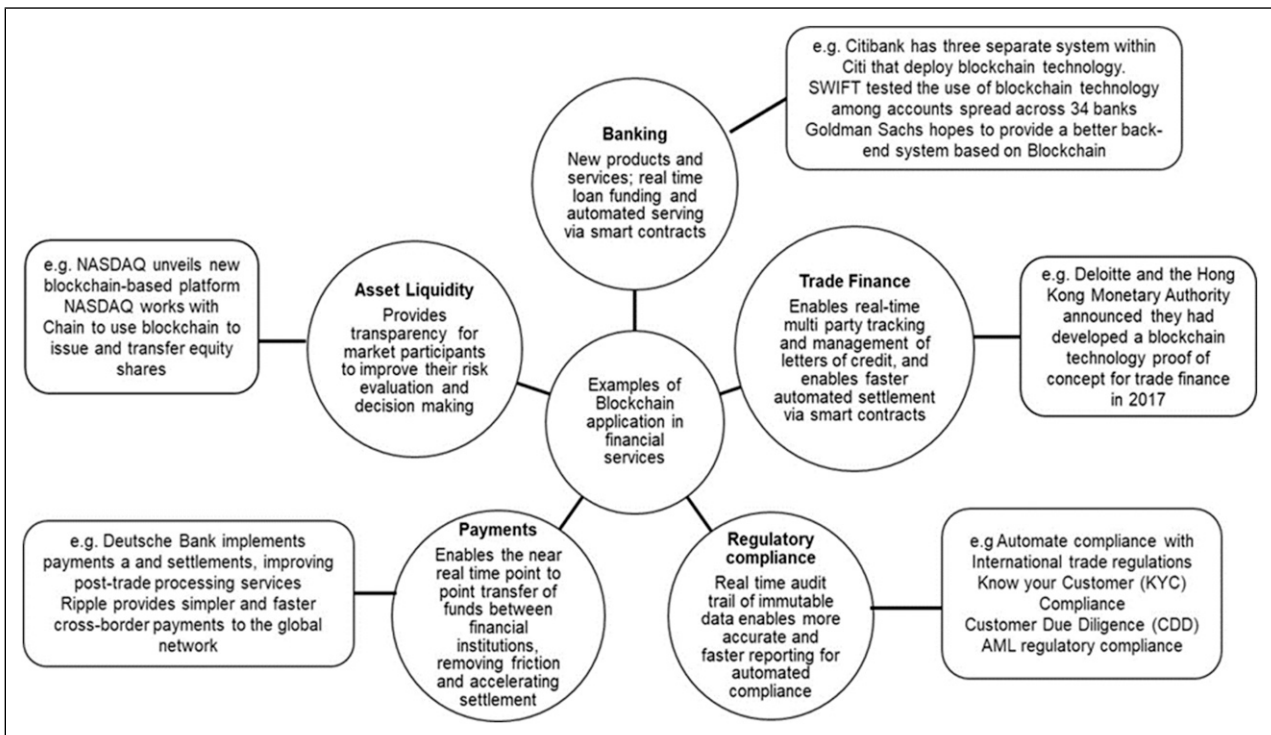 e.g. Citibank has three separate system within
Citi that deploy blockchain technology.
SWIFT tested the use of blockchain technology
among accounts spread across 34 banks
Goldman Sachs hopes to provide a better back-
end system based on Blockchain
Banking
New products and
services; real time
loan funding and
automated serving
via smart contracts
e.g. NASDAQ unveils new
blockchain-based platform
NASDAQ works with
Chain to use blockchain to
issue and transfer equity
shares
Asset Liquidity
Provides
transparency for
market participants
to improve their risk
evaluation and
decision making
Trade Finance
Enables real-time
multi party tracking
and management of
letters of credit, and
enables faster
automated settlement
via smart contracts
e.g. Deloitte and the Hong
Kong Monetary Authority
announced they had
developed a blockchain
technology proof of
concept for trade finance
in 2017
Examples of
Blockchain
application in
financial
services
e.g. Deutsche Bank implements
payments a and settlements, improving
post-trade processing services
Ripple provides simpler and faster
cross-border payments to the global
network
Payments
Enables the near
real time point to
point transfer of
funds between
financial
institutions,
removing friction
and accelerating
settlement
Regulatory
compliance
Real time audit
trail of immutable
data enables more
accurate and
faster reporting for
automated
compliance
e.g Automate compliance with
International trade regulations
Know your Customer (KYC)
Compliance
Customer Due Diligence (CDD)
AML regulatory compliance